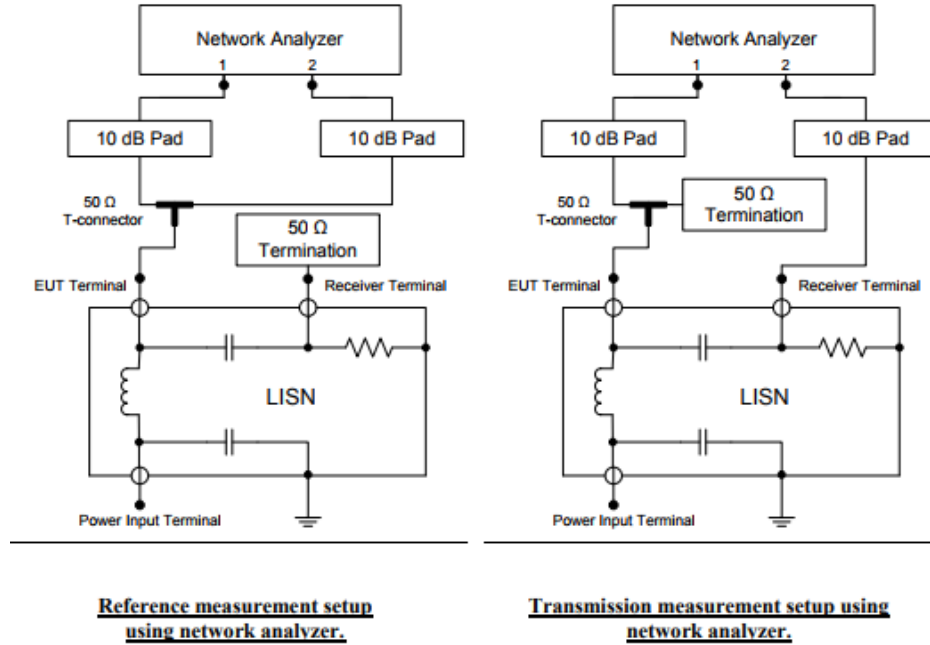 Network Analyzer
1 2
10 dB Pad
10 dB Pad
50 Ω
T-connector
50 Ω
Termination
EUT Terminal
Receiver Terminal
LISN
Power Input Terminal
Reference measurement setup
using network analyzer.
Network Analyzer
1 2
10 dB Pad
10 dB Pad
50 Ω
T-connector
50 Ω
Termination
EUT Terminal
Receiver Terminal
LISN
Power Input Terminal
Transmission measurement setup using
network analyzer.